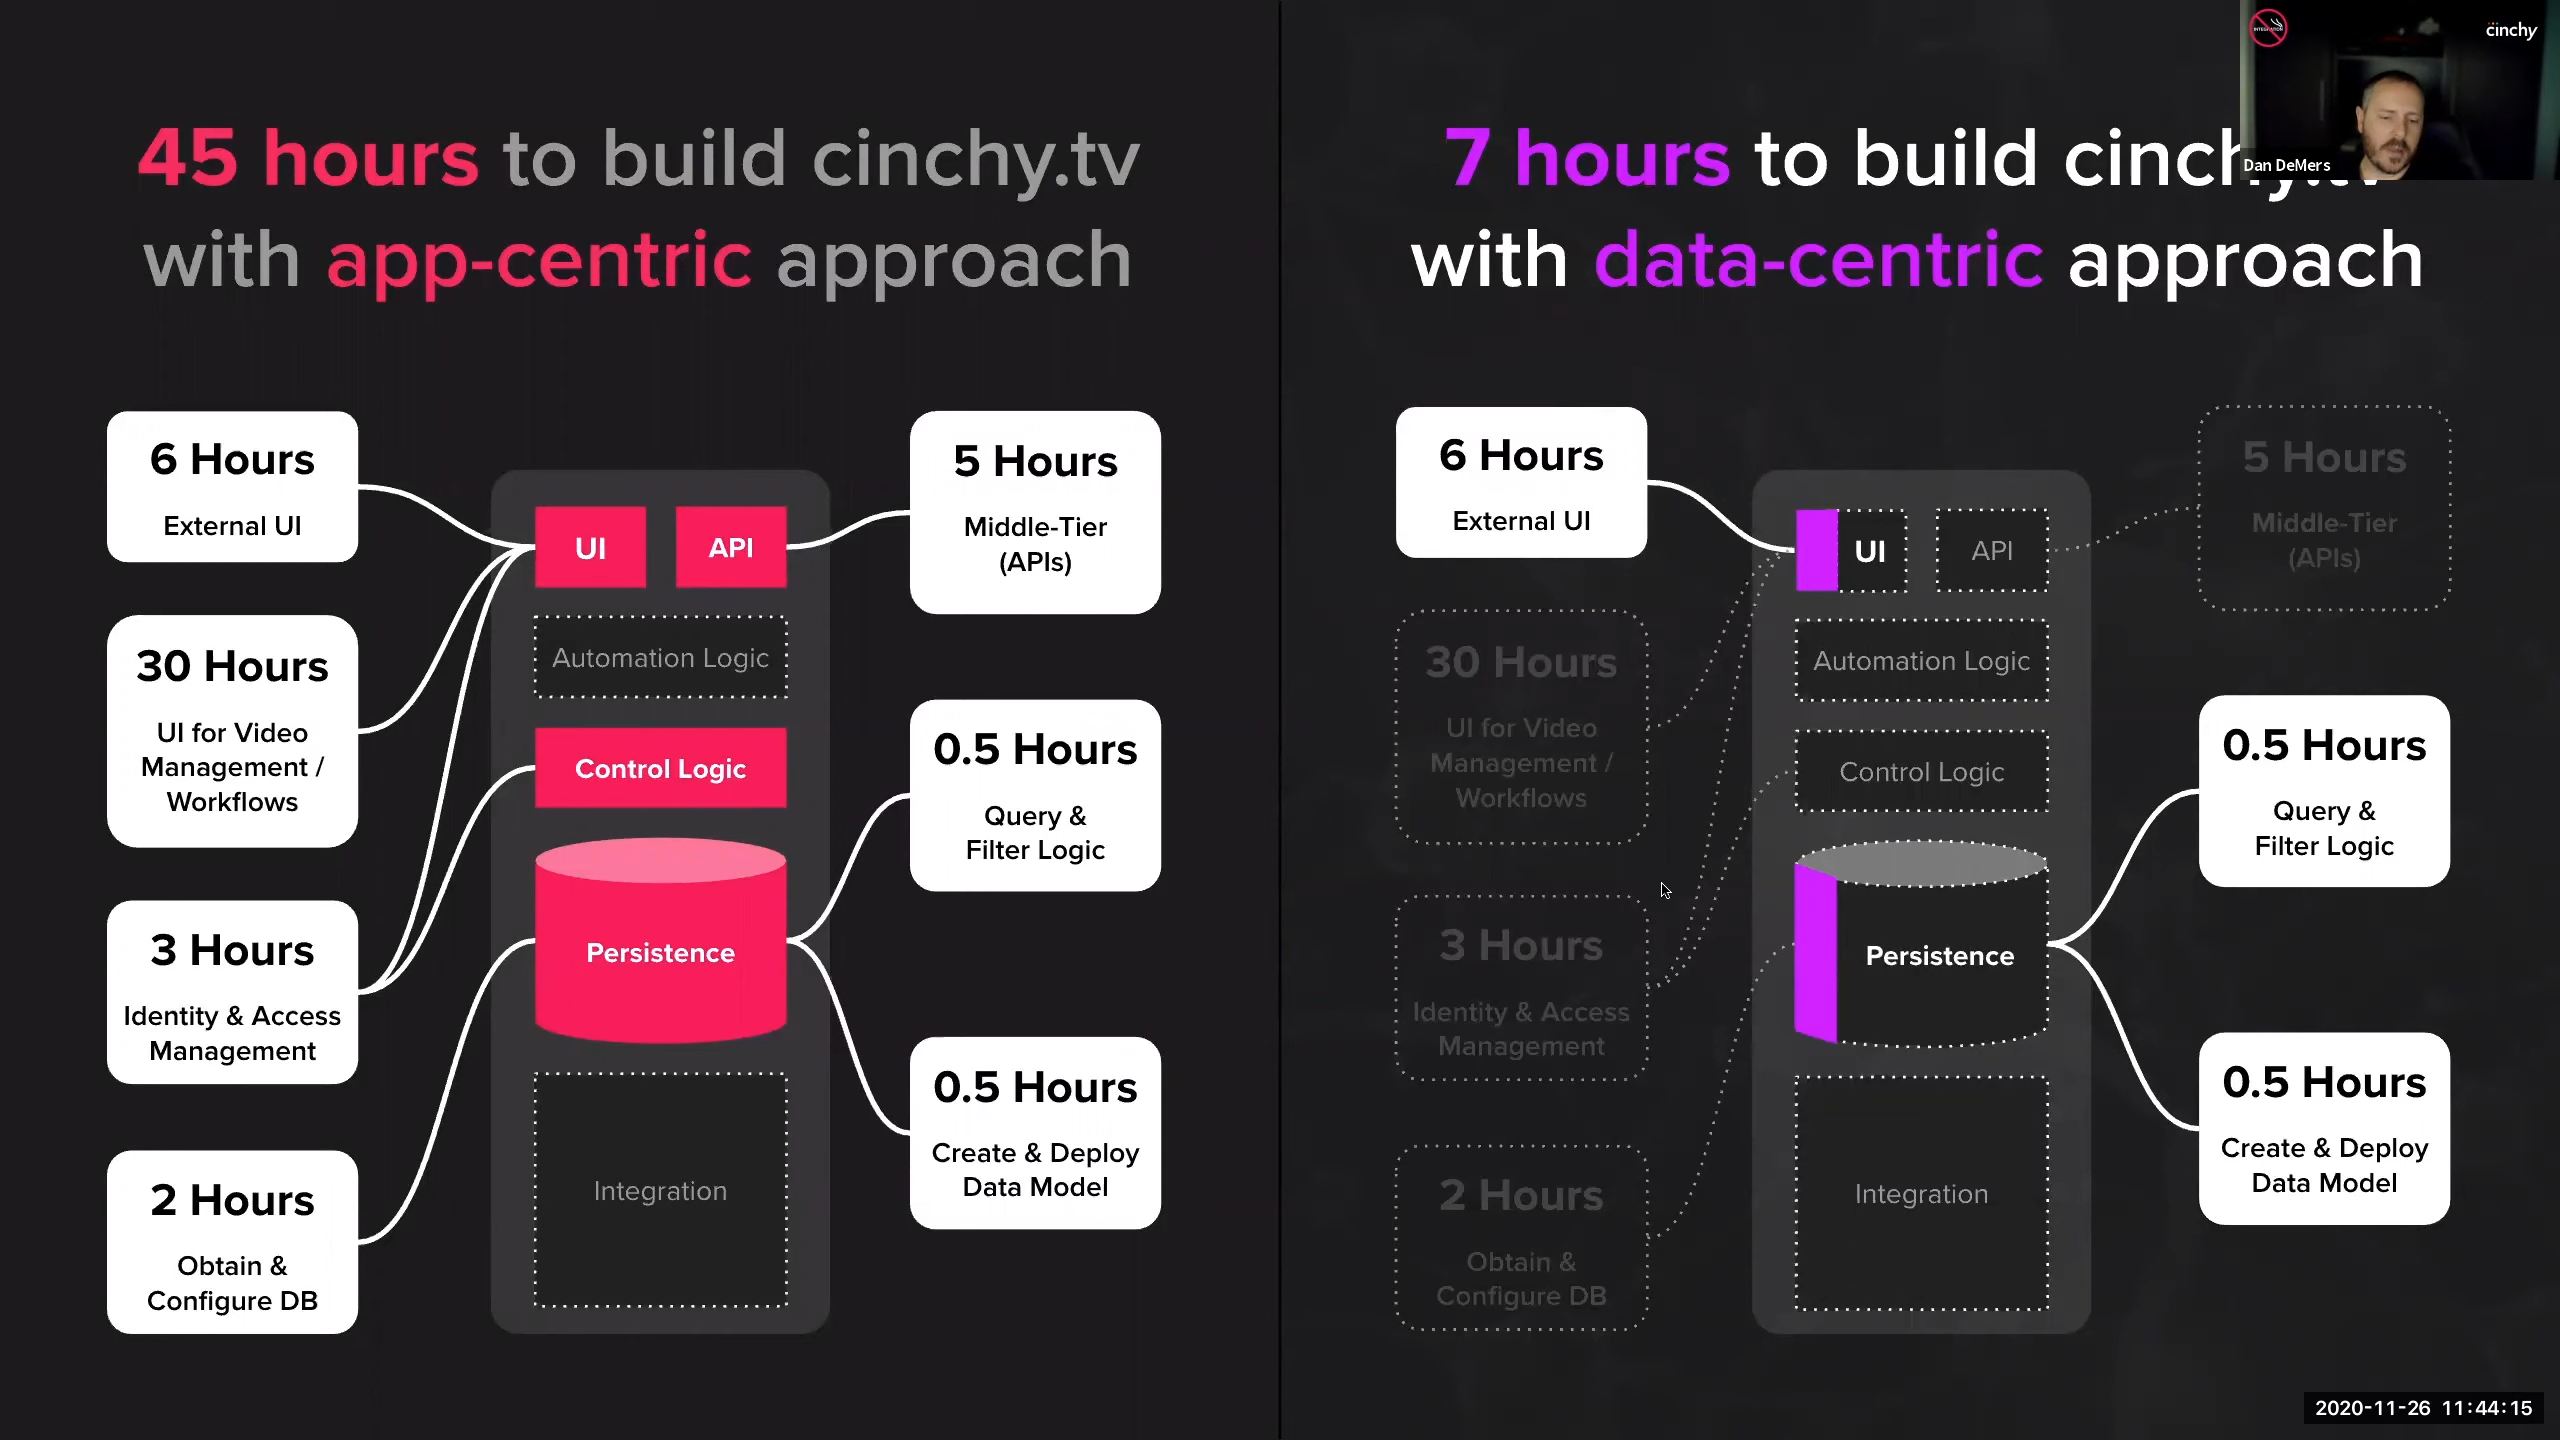 45 hours to build cinchy.tv
with app-centric approach
6 Hours
External UI
30 Hours
UI for Video
Management /
Workflows
3 Hours
Identity & Access
Management
2 Hours
Obtain &
Configure DB
UI
API
Automation Logic
Control Logic
Persistence
Integration
5 Hours
Middle-Tier
(APIs)
0.5 Hours
Query &
Filter Logic
0.5 Hours
Create & Deploy
Data Model
7 hours to build cinchy.tv
with data-centric approach
6 Hours
External UI
30 Hours
UI for Video
Management /
Workflows
3 Hours
Identity & Access
Management
2 Hours
Obtain &
Configure DB
UI
API
Automation Logic
Control Logic
Persistence
Integration
5 Hours
Middle-Tier
(APIs)
0.5 Hours
Query &
Filter Logic
0.5 Hours
Create & Deploy
Data Model
cinchy
Dan DeMers
2020-11-26 11:44:15